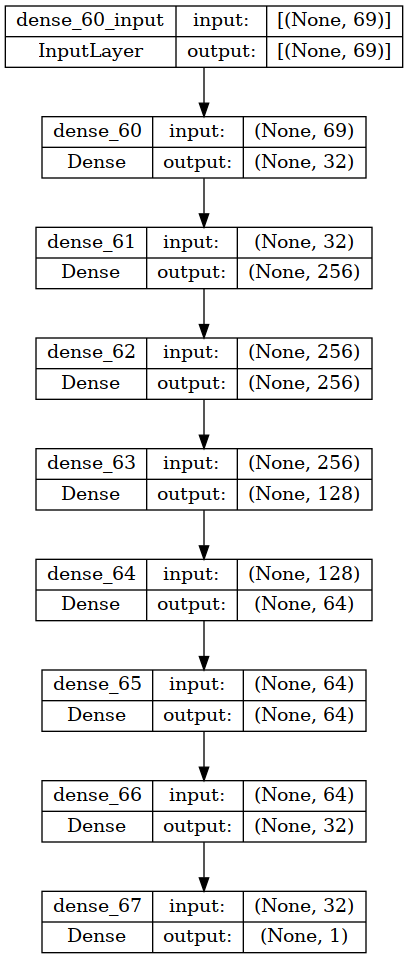 dense_60_input input: [(None, 69)]
InputLayer output: [(None, 69)]
dense_60 input: (None, 69)
Dense output: (None, 32)
dense_61 input: (None, 32)
Dense output: (None, 256)
dense_62 input: (None, 256)
Dense output: (None, 256)
dense_63 input: (None, 256)
Dense output: (None, 128)
dense_64 input: (None, 128)
Dense output: (None, 64)
dense_65 input: (None, 64)
Dense output: (None, 64)
dense_66 input: (None, 64)
Dense output: (None, 32)
dense_67 input: (None, 32)
Dense output: (None, 1)